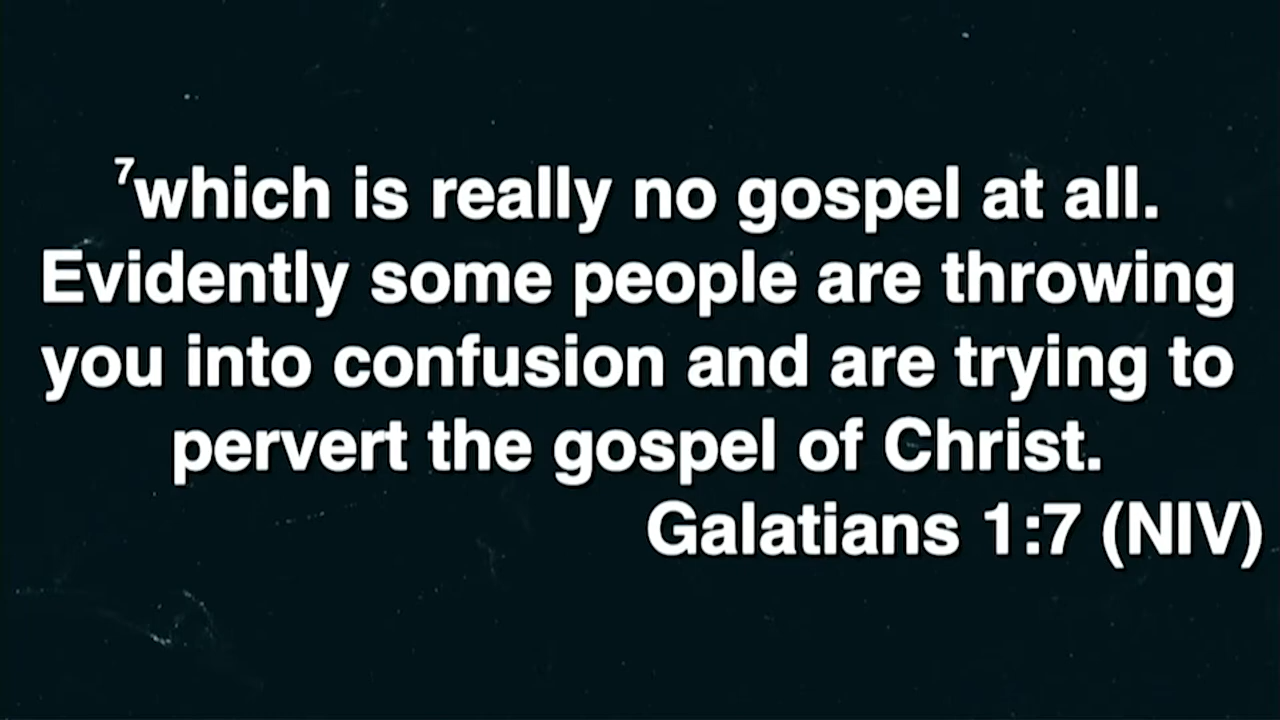 ⁷which is really no gospel at all.
Evidently some people are throwing
you into confusion and are trying to
pervert the gospel of Christ.
Galatians 1:7 (NIV)